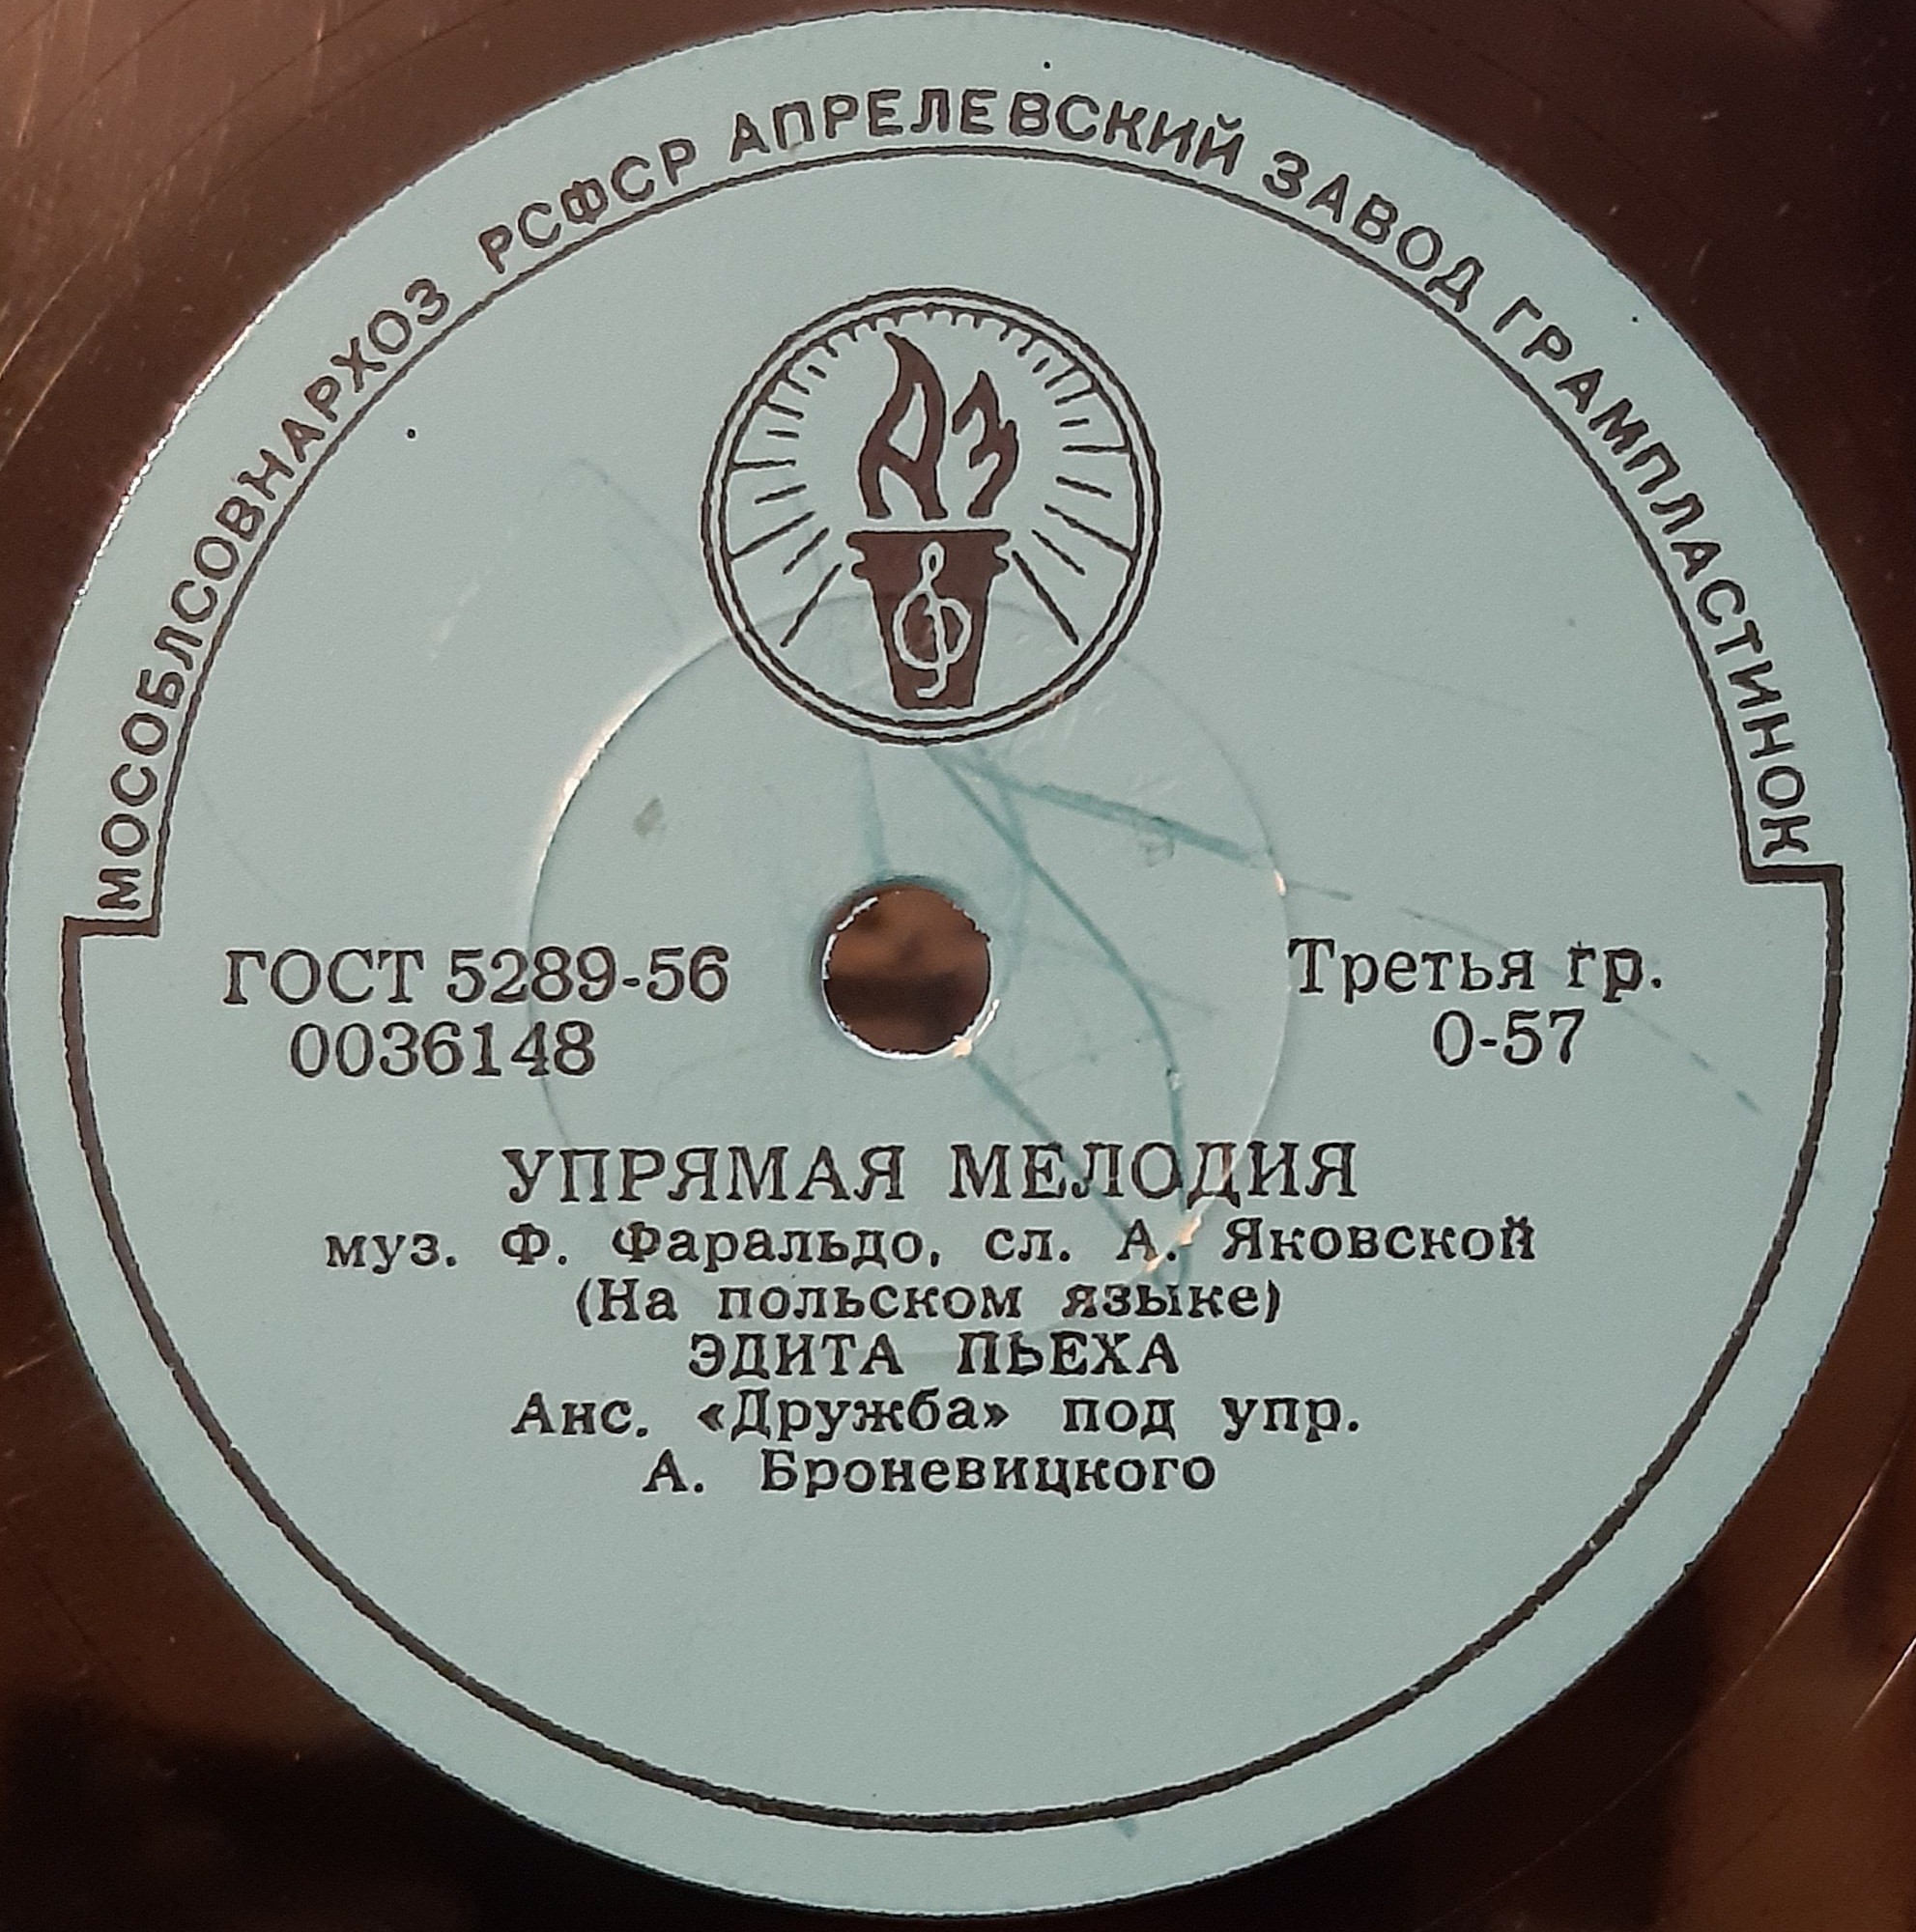 МОСОБЛСОВНАРХОЗ РСФСР АПРЕЛЕВСКИЙ ЗАВОД ГРАМПЛАСТИНОК
АЗ
ГОСТ 5289-56
0036148
Третья гр.
0-57
УПРЯМАЯ МЕЛОДИЯ
муз. Ф. Фаральдо, сл. А. Яковской
(На польском языке)
ЭДИТА ПЬЕХА
Анс. «Дружба» под упр.
А. Броневицкого